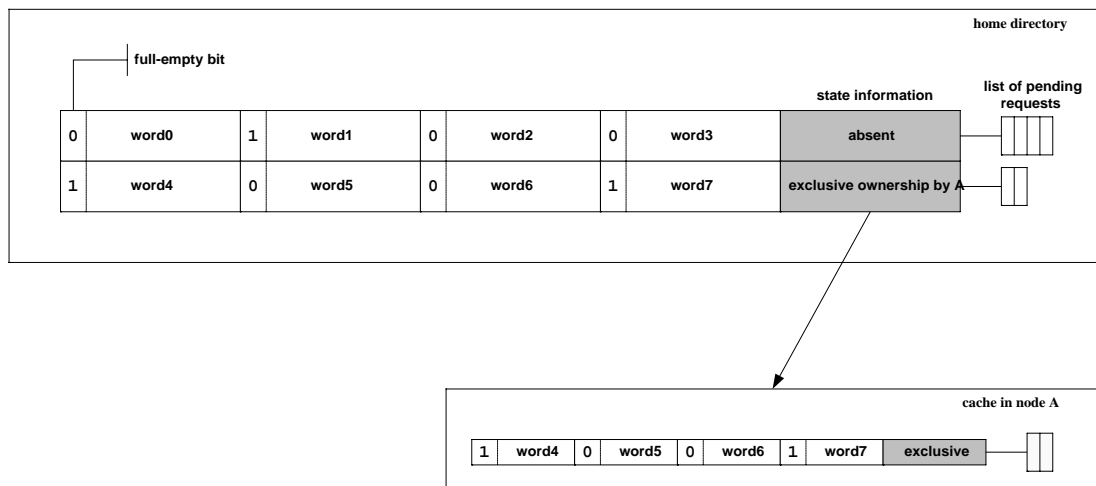 home directory
full-empty bit
state information
list of pending
requests
0 word0 1 word1 0 word2 0 word3 absent
1 word4 0 word5 0 word6 1 word7 exclusive ownership by A
cache in node A
1 word4 0 word5 0 word6 1 word7 exclusive